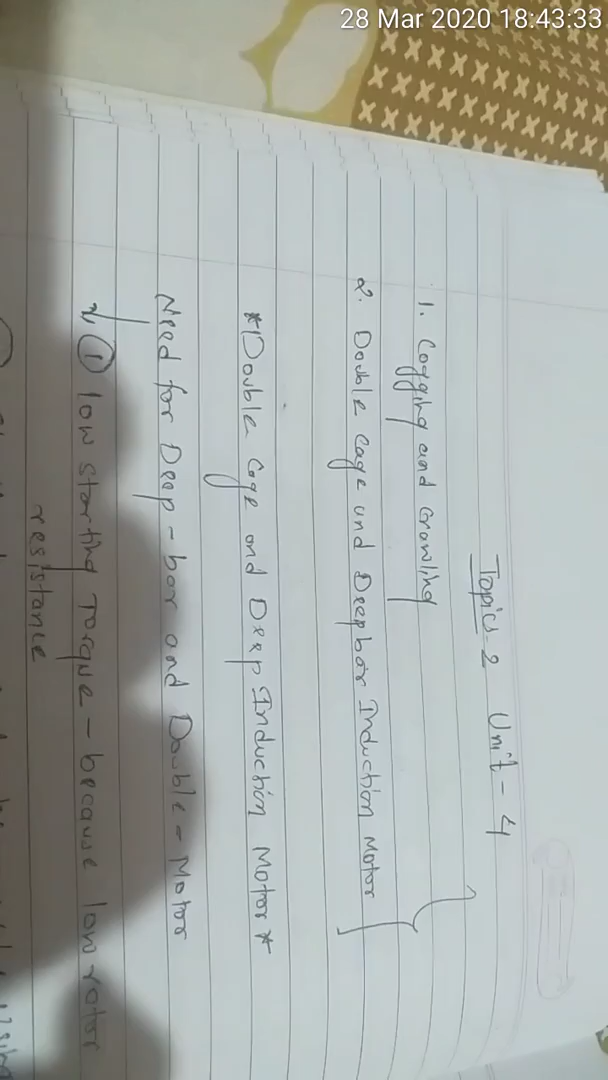 28 Mar 2020 18:43:33
Topics-2 Unit-4
1. Cogging and Crawling
2. Double Cage and Deepbar Induction Motor
*Double Cage and Deep Induction Motor*
Need for Deep-bar and Double-Motor
① low starting Torque - because low rotor
resistance